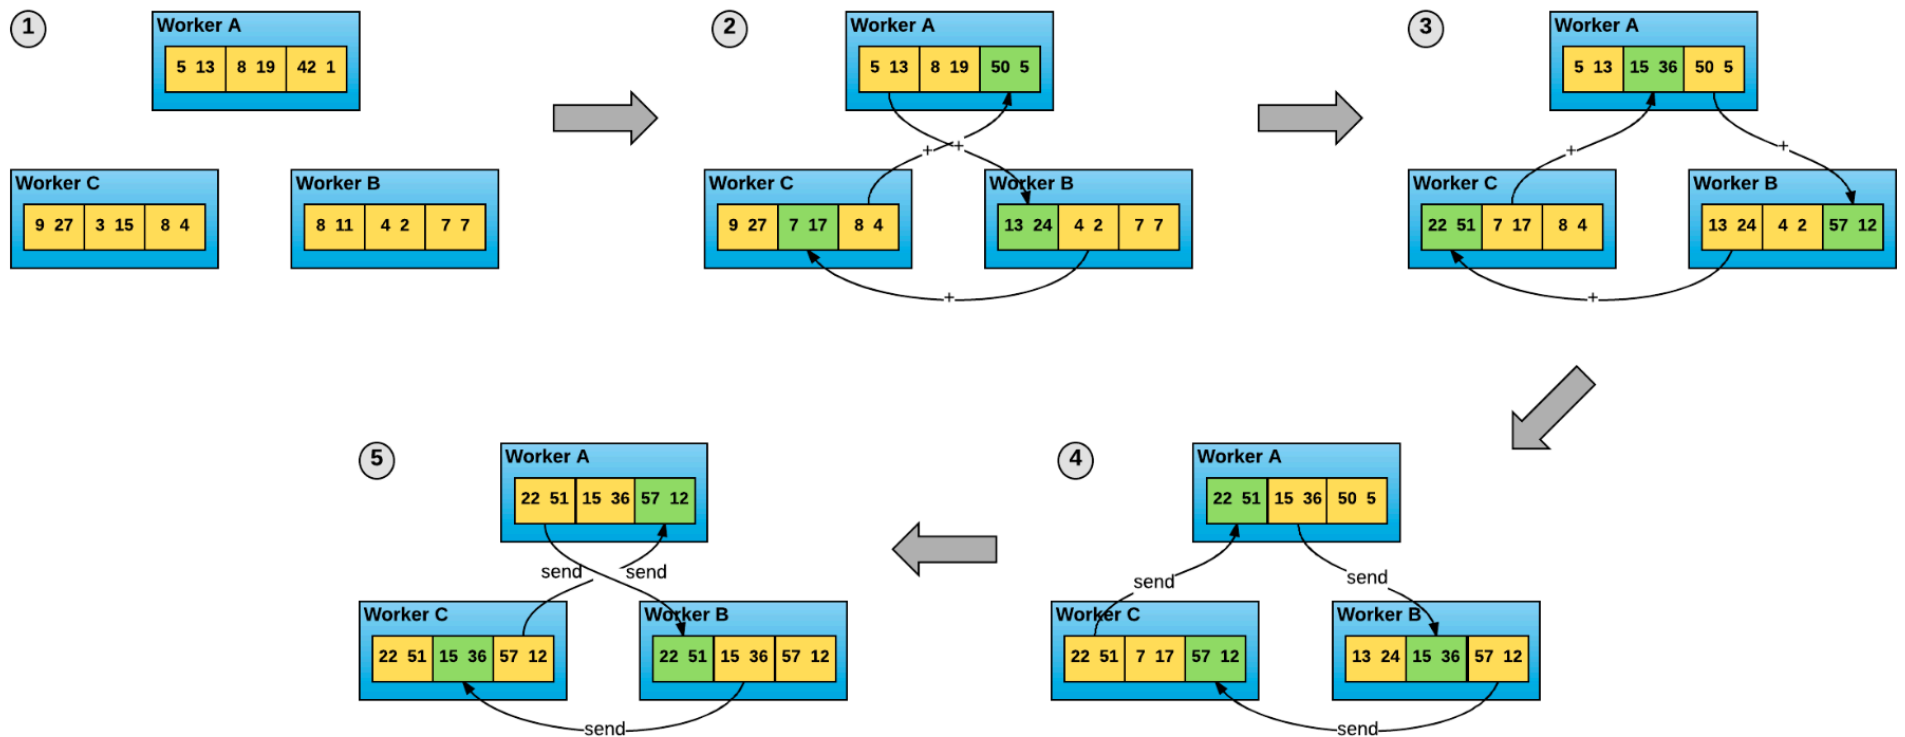 1
Worker A
5 13 8 19 42 1
Worker C
9 27 3 15 8 4
Worker B
8 11 4 2 7 7
2
Worker A
5 13 8 19 50 5
+
+
Worker C
9 27 7 17 8 4
Worker B
13 24 4 2 7 7
+
3
Worker A
5 13 15 36 50 5
+
+
Worker C
22 51 7 17 8 4
Worker B
13 24 4 2 57 12
+
4
Worker A
22 51 15 36 50 5
send
send
Worker C
22 51 7 17 57 12
Worker B
13 24 15 36 57 12
send
5
Worker A
22 51 15 36 57 12
send
send
Worker C
22 51 15 36 57 12
Worker B
22 51 15 36 57 12
send